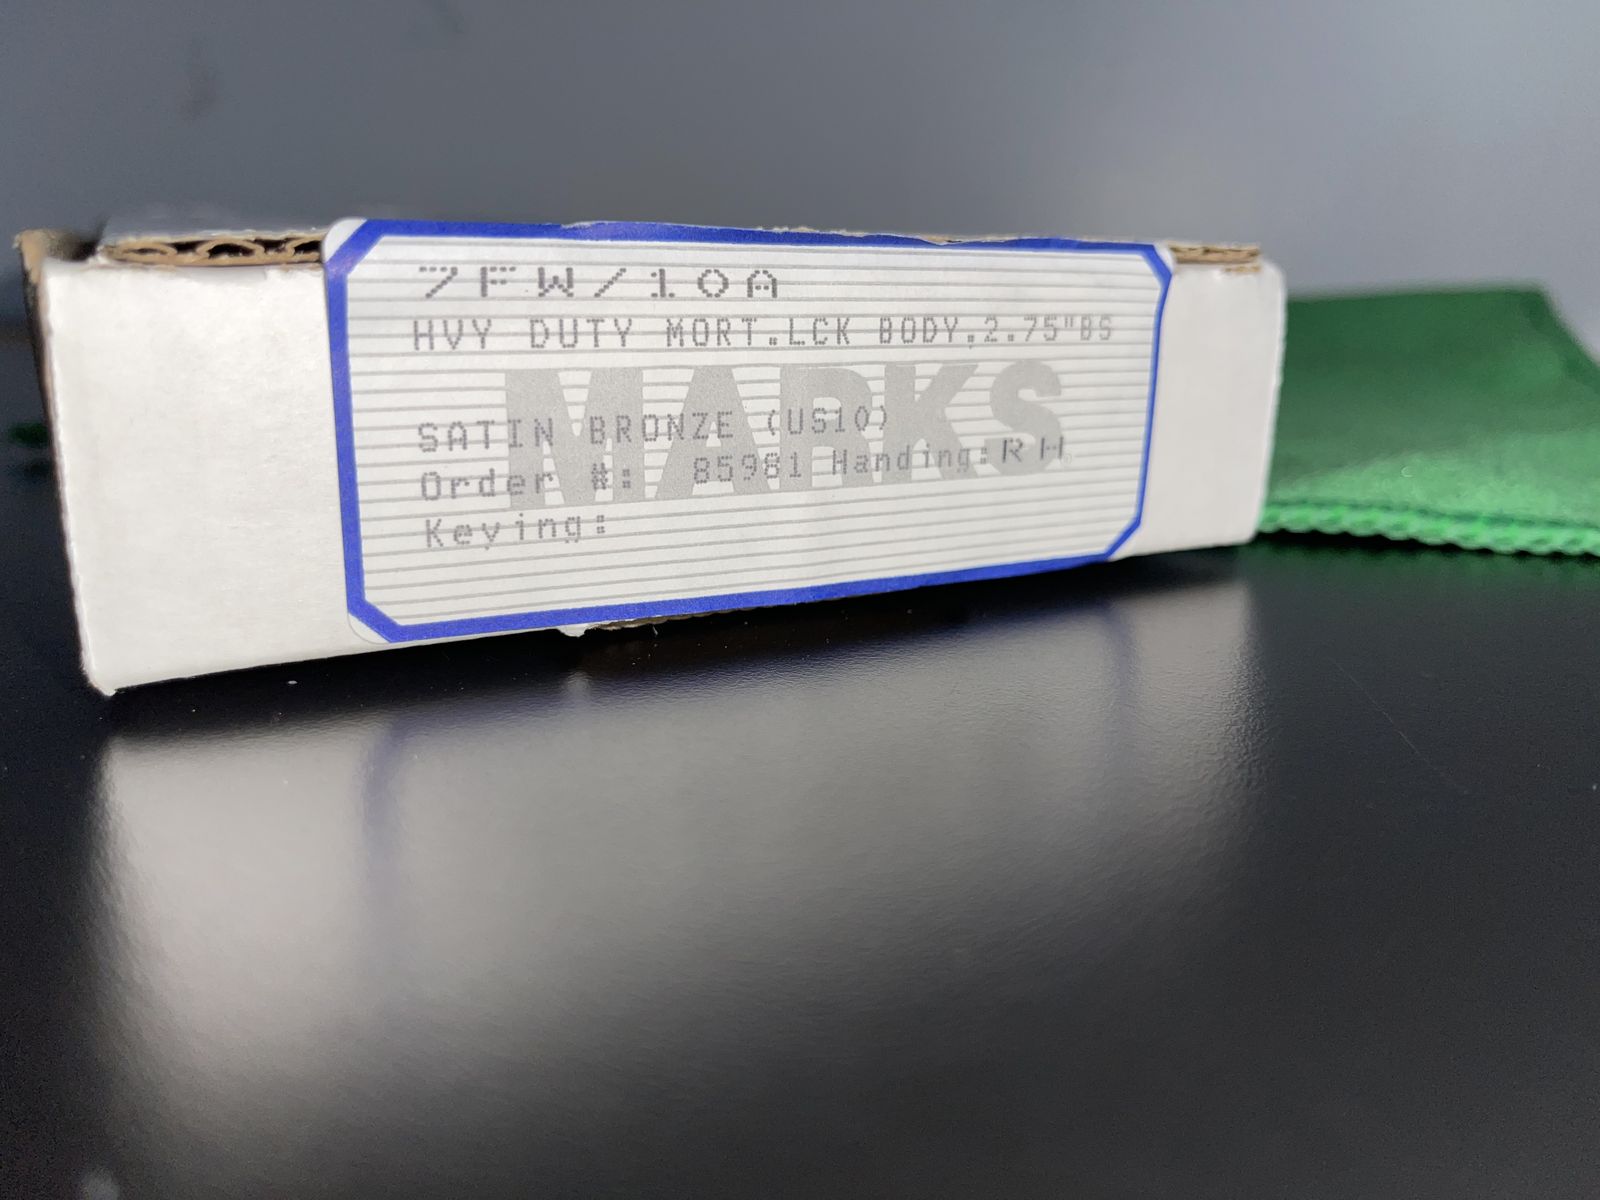 7FW/10A
HVY DUTY MORT.LCK BODY,2.75"BS
MARKS
SATIN BRONZE (US10)
Order #: 85981 Handing:RH
Keying: